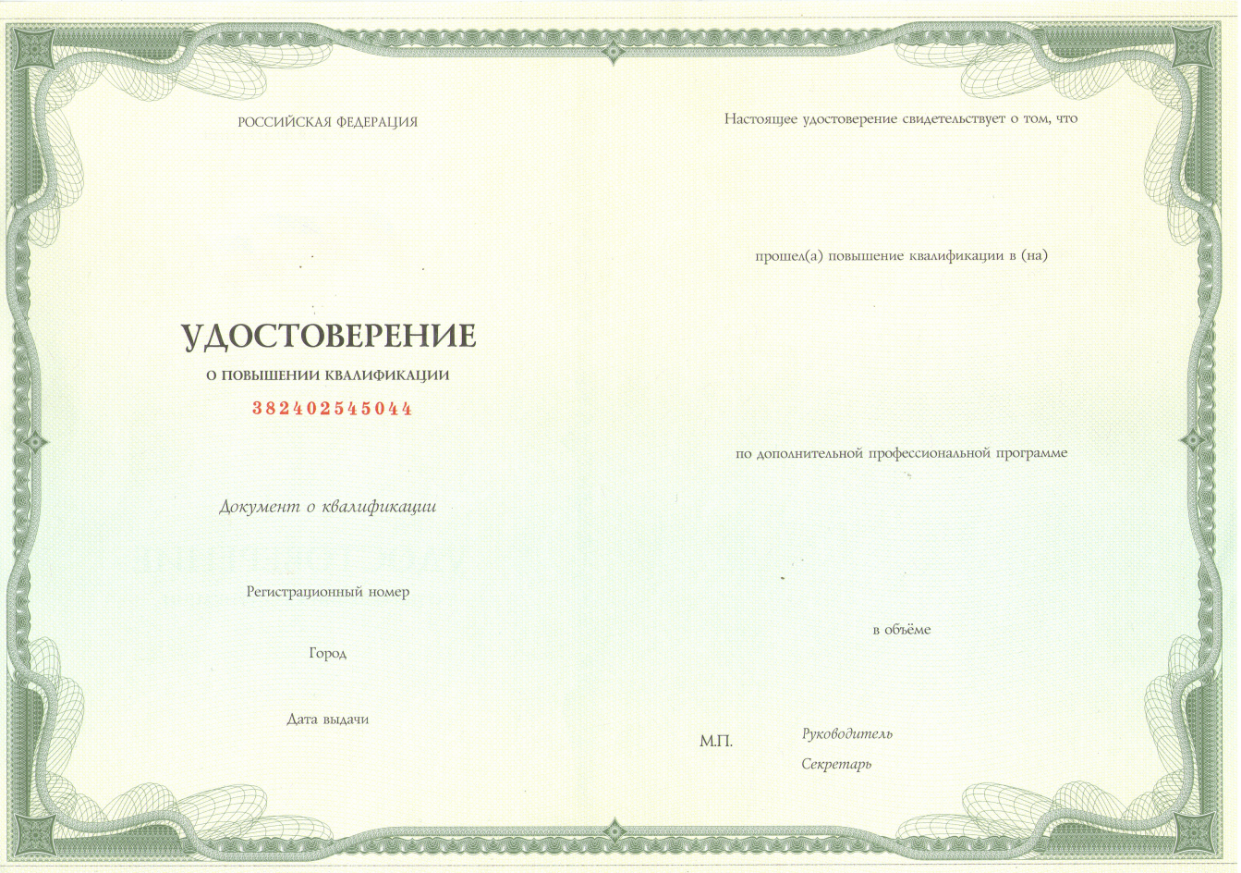 РОССИЙСКАЯ ФЕДЕРАЦИЯ
УДОСТОВЕРЕНИЕ
О ПОВЫШЕНИИ КВАЛИФИКАЦИИ
382402545044
Документ о квалификации
Регистрационный номер
Город
Дата выдачи
Настоящее удостоверение свидетельствует о том, что
прошел(а) повышение квалификации в (на)
по дополнительной профессиональной программе
в объёме
М.П.
Руководитель
Секретарь